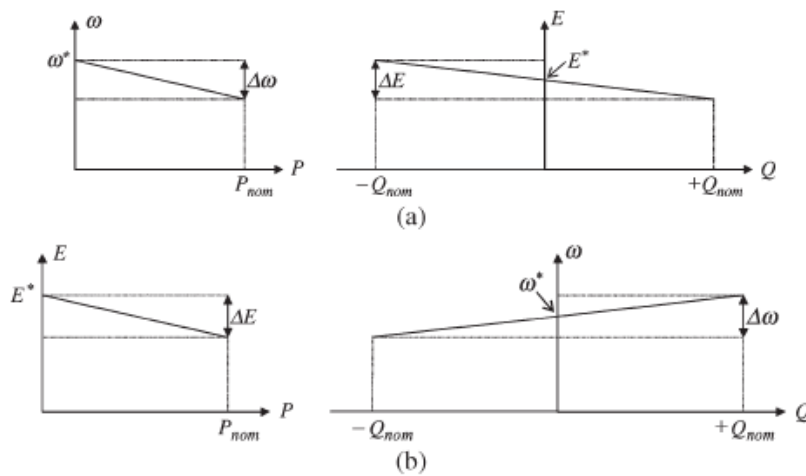 ω E
ω* E*
Δω ΔE
P Q
P_nom −Q_nom +Q_nom
(a)
E ω
E* ω*
ΔE Δω
P Q
P_nom −Q_nom +Q_nom
(b)